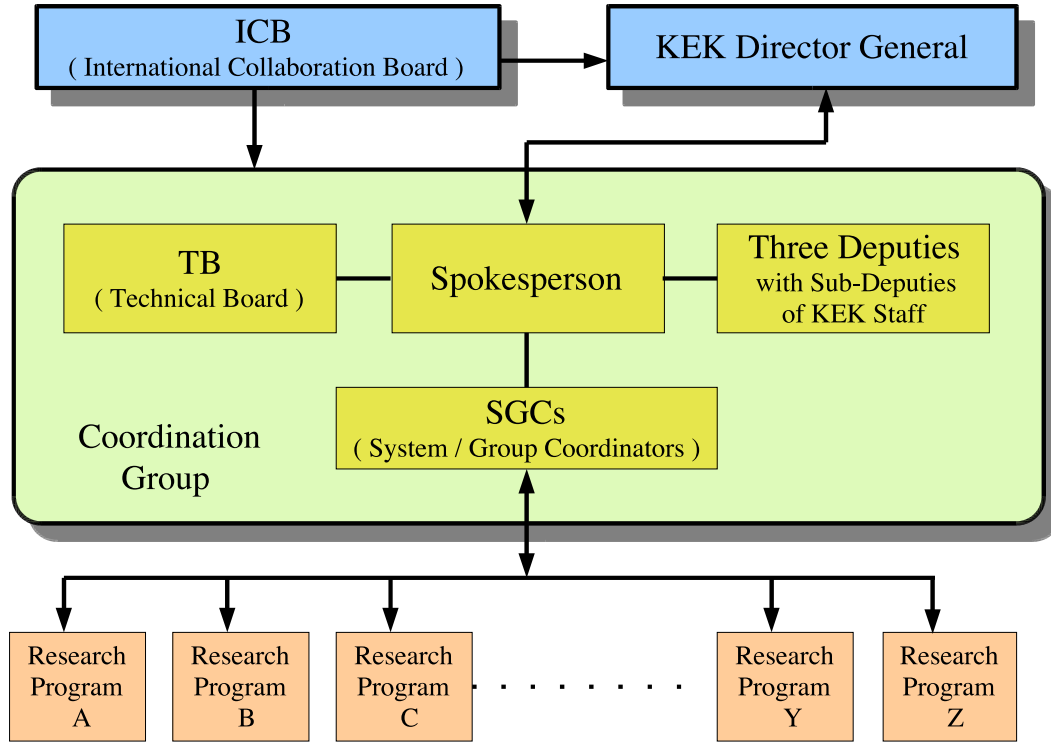 ICB
( International Collaboration Board )
KEK Director General
TB
( Technical Board )
Spokesperson
Three Deputies
with Sub-Deputies
of KEK Staff
SGCs
( System / Group Coordinators )
Coordination
Group
Research
Program
A
Research
Program
B
Research
Program
C
. . . . . . . . .
Research
Program
Y
Research
Program
Z